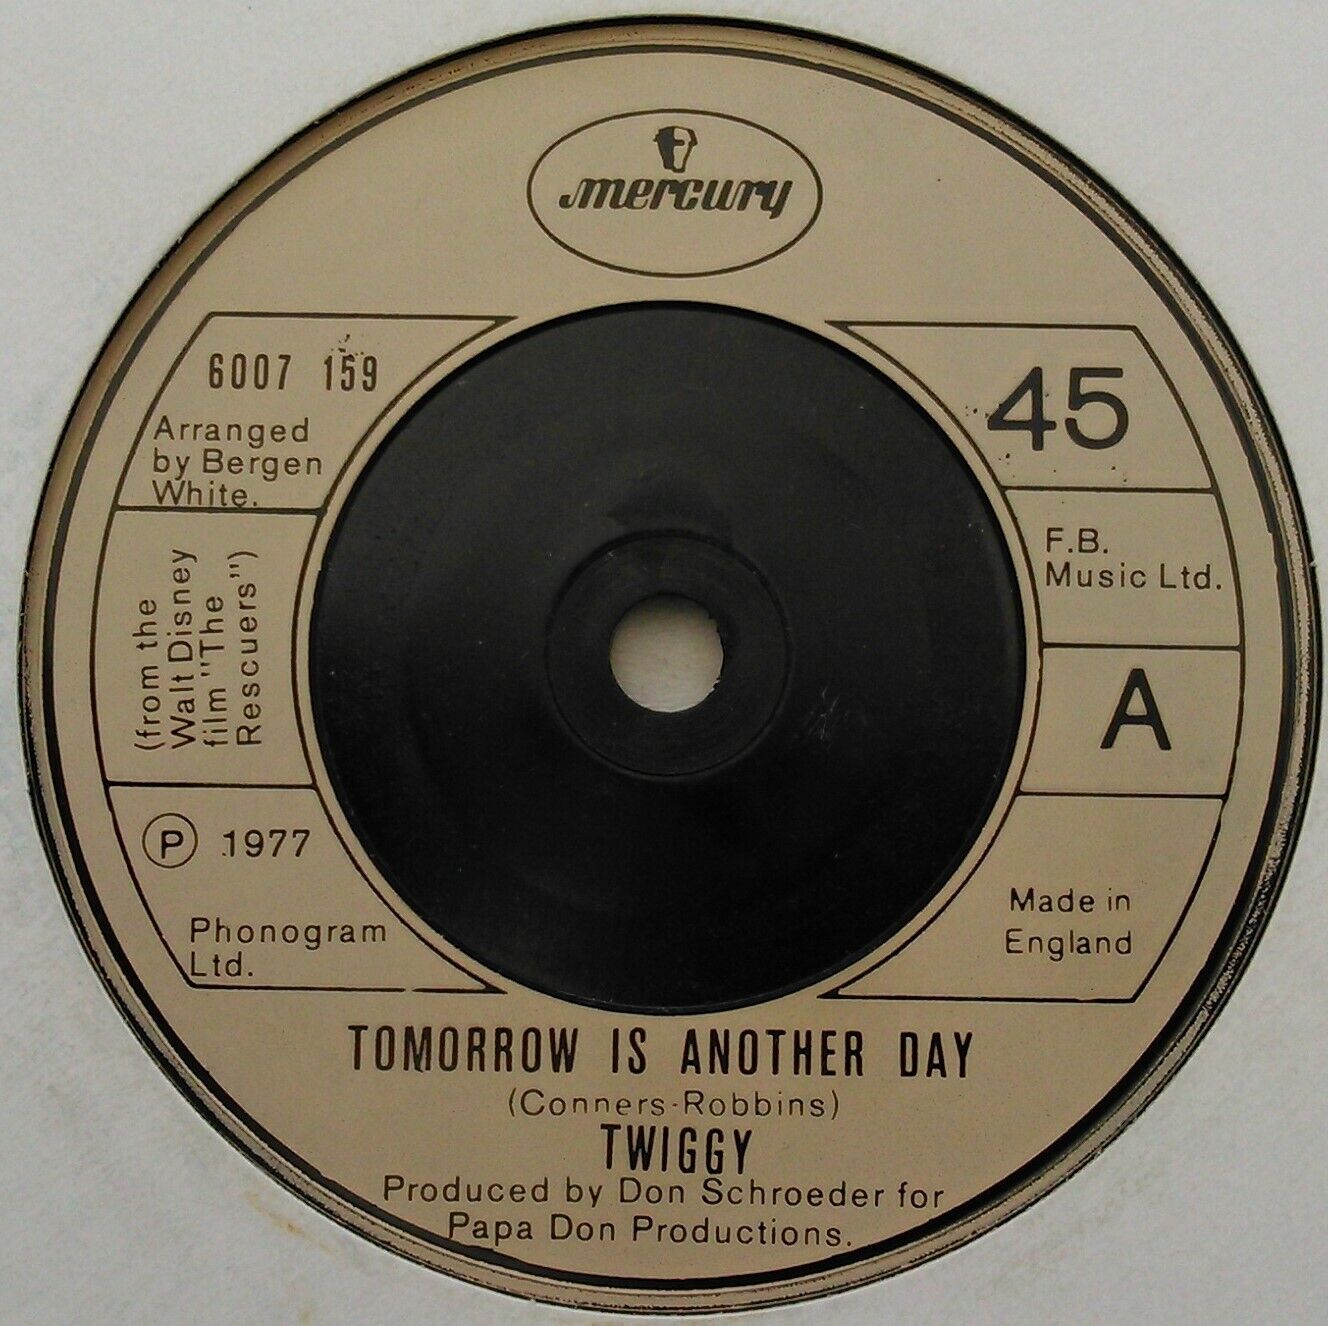 mercury
6007 159
Arranged
by Bergen
White.
(from the
Walt Disney
film "The
Rescuers")
P 1977
Phonogram
Ltd.
45
F.B.
Music Ltd.
A
Made in
England
TOMORROW IS ANOTHER DAY
(Conners-Robbins)
TWIGGY
Produced by Don Schroeder for
Papa Don Productions.